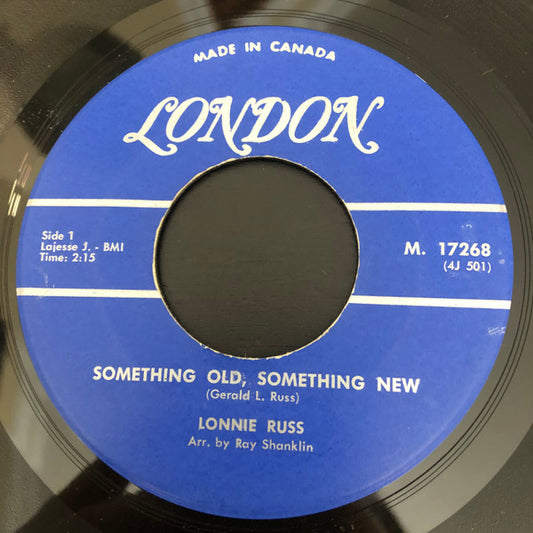 MADE IN CANADA
LONDON
Side 1
Lajesse J. - BMI
Time: 2:15
M. 17268
(4J 501)
SOMETHING OLD, SOMETHING NEW
(Gerald L. Russ)
LONNIE RUSS
Arr. by Ray Shanklin